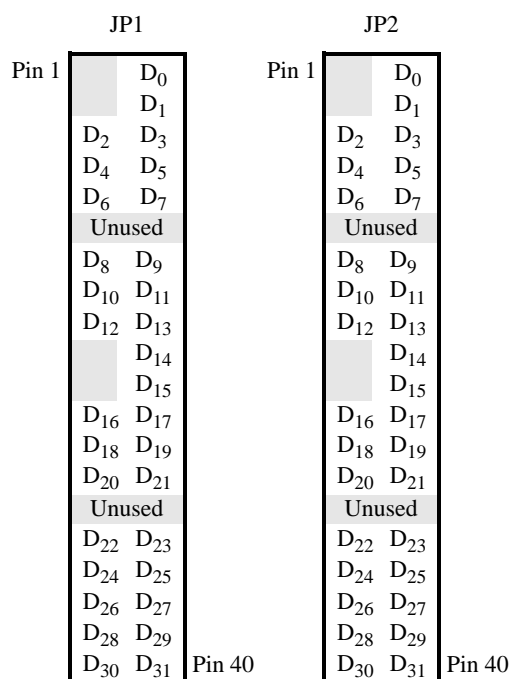 JP1 JP2
Pin 1 D0 Pin 1 D0
D1 D1
D2 D3 D2 D3
D4 D5 D4 D5
D6 D7 D6 D7
Unused Unused
D8 D9 D8 D9
D10 D11 D10 D11
D12 D13 D12 D13
D14 D14
D15 D15
D16 D17 D16 D17
D18 D19 D18 D19
D20 D21 D20 D21
Unused Unused
D22 D23 D22 D23
D24 D25 D24 D25
D26 D27 D26 D27
D28 D29 D28 D29
D30 D31 Pin 40 D30 D31 Pin 40